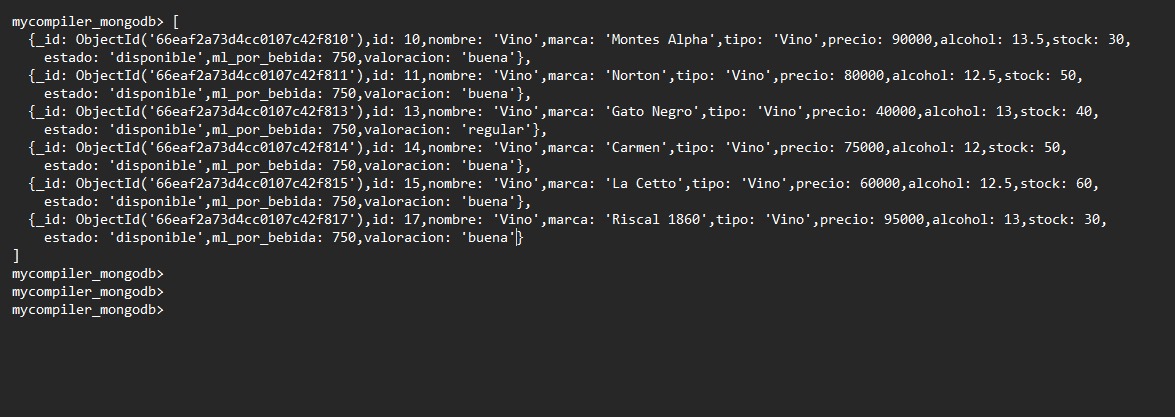 mycompiler_mongodb> [
{_id: ObjectId('66eaf2a73d4cc0107c42f810'),id: 10,nombre: 'Vino',marca: 'Montes Alpha',tipo: 'Vino',precio: 90000,alcohol: 13.5,stock: 30,
estado: 'disponible',ml_por_bebida: 750,valoracion: 'buena'},
{_id: ObjectId('66eaf2a73d4cc0107c42f811'),id: 11,nombre: 'Vino',marca: 'Norton',tipo: 'Vino',precio: 80000,alcohol: 12.5,stock: 50,
estado: 'disponible',ml_por_bebida: 750,valoracion: 'buena'},
{_id: ObjectId('66eaf2a73d4cc0107c42f813'),id: 13,nombre: 'Vino',marca: 'Gato Negro',tipo: 'Vino',precio: 40000,alcohol: 13,stock: 40,
estado: 'disponible',ml_por_bebida: 750,valoracion: 'regular'},
{_id: ObjectId('66eaf2a73d4cc0107c42f814'),id: 14,nombre: 'Vino',marca: 'Carmen',tipo: 'Vino',precio: 75000,alcohol: 12,stock: 50,
estado: 'disponible',ml_por_bebida: 750,valoracion: 'buena'},
{_id: ObjectId('66eaf2a73d4cc0107c42f815'),id: 15,nombre: 'Vino',marca: 'La Cetto',tipo: 'Vino',precio: 60000,alcohol: 12.5,stock: 60,
estado: 'disponible',ml_por_bebida: 750,valoracion: 'buena'},
{_id: ObjectId('66eaf2a73d4cc0107c42f817'),id: 17,nombre: 'Vino',marca: 'Riscal 1860',tipo: 'Vino',precio: 95000,alcohol: 13,stock: 30,
estado: 'disponible',ml_por_bebida: 750,valoracion: 'buena'}
]
mycompiler_mongodb>
mycompiler_mongodb>
mycompiler_mongodb>